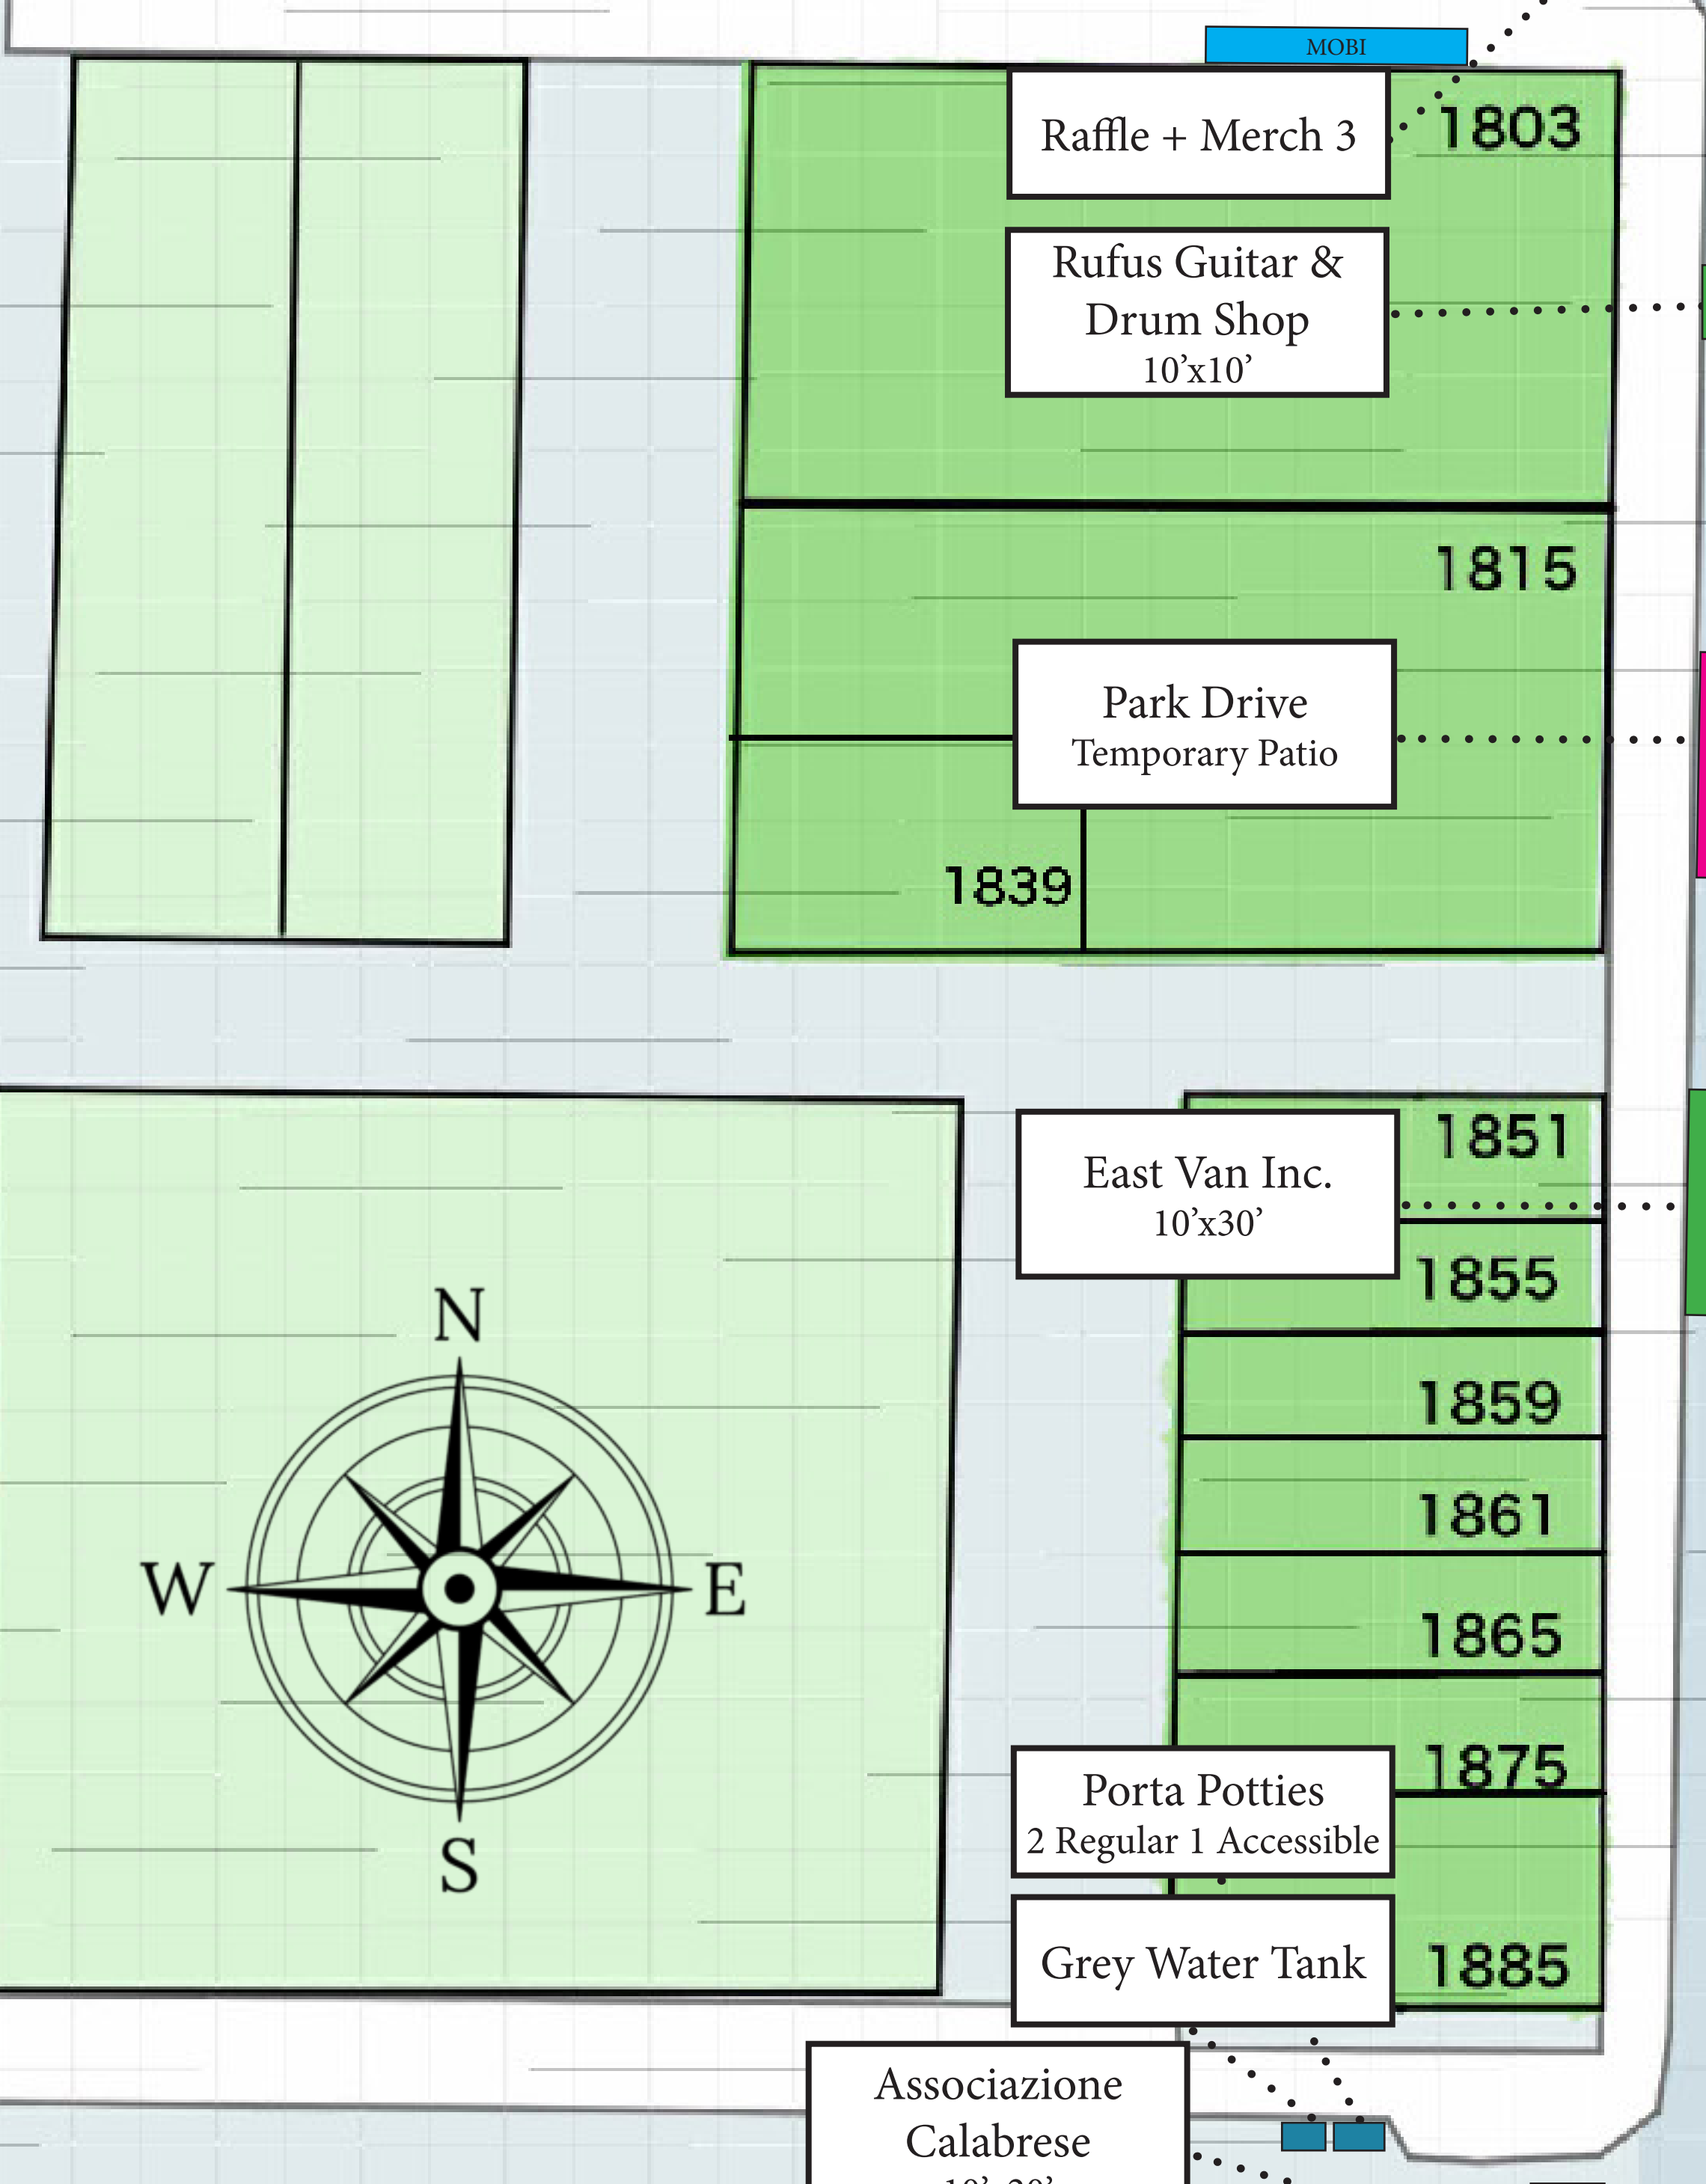 MOBI
Raffle + Merch 3
1803
Rufus Guitar &
Drum Shop
10’x10’
1815
Park Drive
Temporary Patio
1839
1851
East Van Inc.
10’x30’
1855
1859
1861
1865
1875
N
W
E
S
Porta Potties
2 Regular 1 Accessible
Grey Water Tank
1885
Associazione
Calabrese